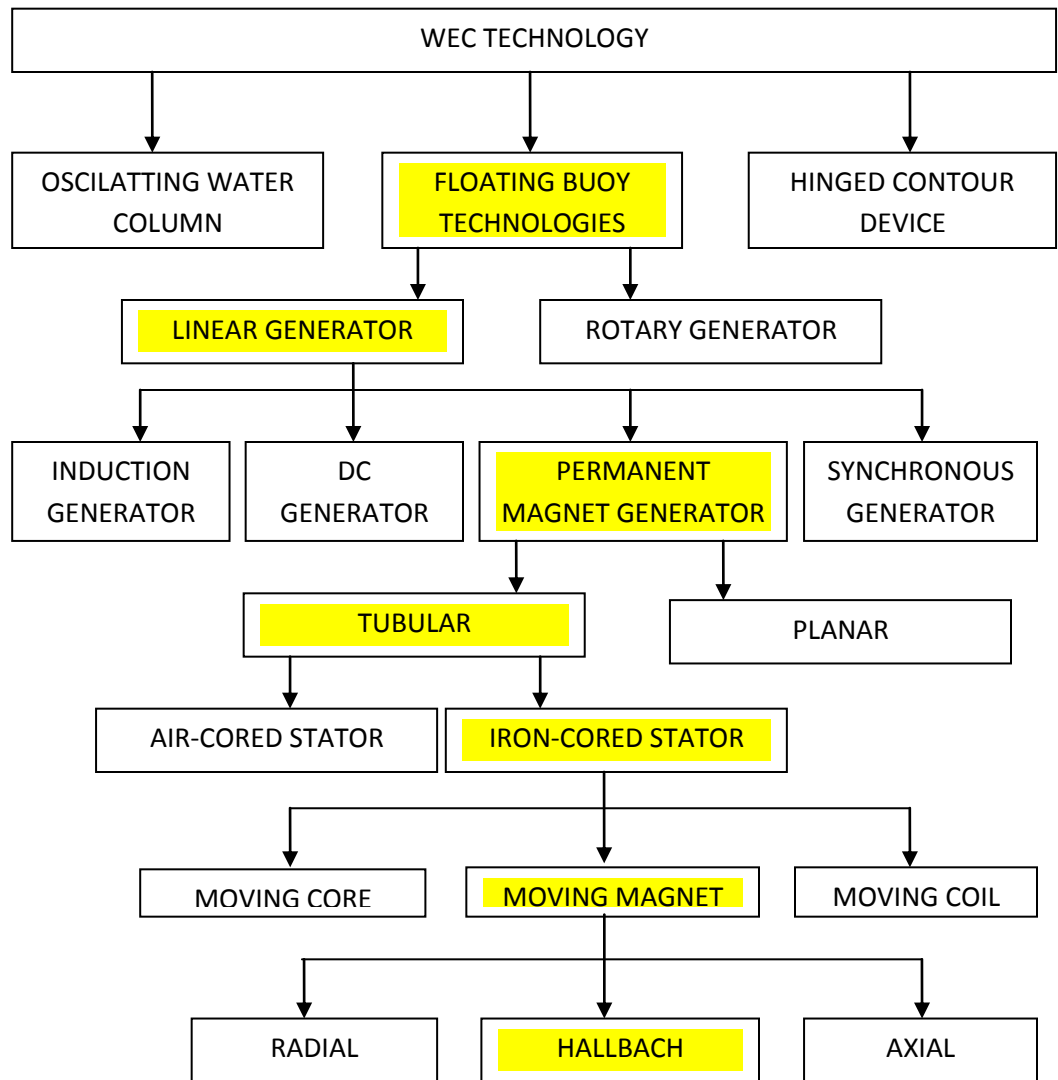 WEC TECHNOLOGY
OSCILATTING WATER
COLUMN
FLOATING BUOY
TECHNOLOGIES
HINGED CONTOUR
DEVICE
LINEAR GENERATOR
ROTARY GENERATOR
INDUCTION
GENERATOR
DC
GENERATOR
PERMANENT
MAGNET GENERATOR
SYNCHRONOUS
GENERATOR
TUBULAR
PLANAR
AIR-CORED STATOR
IRON-CORED STATOR
MOVING CORE
MOVING MAGNET
MOVING COIL
RADIAL
HALLBACH
AXIAL